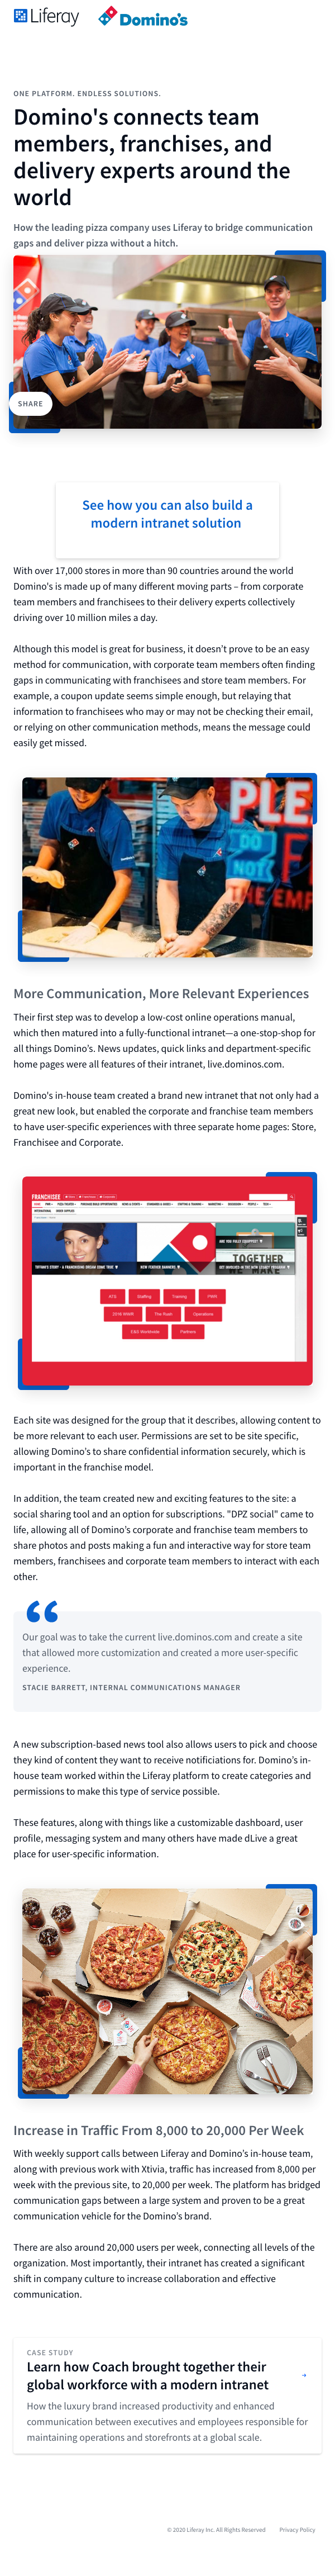 Liferay Domino's
ONE PLATFORM. ENDLESS SOLUTIONS.
Domino's connects team
members, franchises, and
delivery experts around the
world
How the leading pizza company uses Liferay to bridge communication
gaps and deliver pizza without a hitch.
SHARE
See how you can also build a
modern intranet solution
With over 17,000 stores in more than 90 countries around the world
Domino's is made up of many different moving parts – from corporate
team members and franchisees to their delivery experts collectively
driving over 10 million miles a day.
Although this model is great for business, it doesn't prove to be an easy
method for communication, with corporate team members often finding
gaps in communicating with franchisees and store team members. For
example, a coupon update seems simple enough, but relaying that
information to franchisees who may or may not be checking their email,
or relying on other communication methods, means the message could
easily get missed.
PLE
DO
NOT
TEMP
More Communication, More Relevant Experiences
Their first step was to develop a low-cost online operations manual,
which then matured into a fully-functional intranet—a one-stop-shop for
all things Domino's. News updates, quick links and department-specific
home pages were all features of their intranet, live.dominos.com.
Domino's in-house team created a brand new intranet that not only had a
great new look, but enabled the corporate and franchise team members
to have user-specific experiences with three separate home pages: Store,
Franchisee and Corporate.
FRANCHISEE
TOGETHER
WE MAKE
ATS Staffing Training PWR
2018 WWR The Rush Operations
E&E Worldwide Partners
Each site was designed for the group that it describes, allowing content to
be more relevant to each user. Permissions are set to be site specific,
allowing Domino's to share confidential information securely, which is
important in the franchise model.
In addition, the team created new and exciting features to the site: a
social sharing tool and an option for subscriptions. "DPZ social" came to
life, allowing all of Domino's corporate and franchise team members to
share photos and posts making a fun and interactive way for store team
members, franchisees and corporate team members to interact with each
other.
Our goal was to take the current live.dominos.com and create a site
that allowed more customization and created a more user-specific
experience.
STACIE BARRETT, INTERNAL COMMUNICATIONS MANAGER
A new subscription-based news tool also allows users to pick and choose
they kind of content they want to receive notificiations for. Domino's in-
house team worked within the Liferay platform to create categories and
permissions to make this type of service possible.
These features, along with things like a customizable dashboard, user
profile, messaging system and many others have made dLive a great
place for user-specific information.
Increase in Traffic From 8,000 to 20,000 Per Week
With weekly support calls between Liferay and Domino's in-house team,
along with previous work with Xtivia, traffic has increased from 8,000 per
week with the previous site, to 20,000 per week. The platform has bridged
communication gaps between a large system and proven to be a great
communication vehicle for the Domino's brand.
There are also around 20,000 users per week, connecting all levels of the
organization. Most importantly, their intranet has created a significant
shift in company culture to increase collaboration and effective
communication.
CASE STUDY
Learn how Coach brought together their
global workforce with a modern intranet
How the luxury brand increased productivity and enhanced
communication between executives and employees responsible for
maintaining operations and storefronts at a global scale.
© 2020 Liferay Inc. All Rights Reserved Privacy Policy